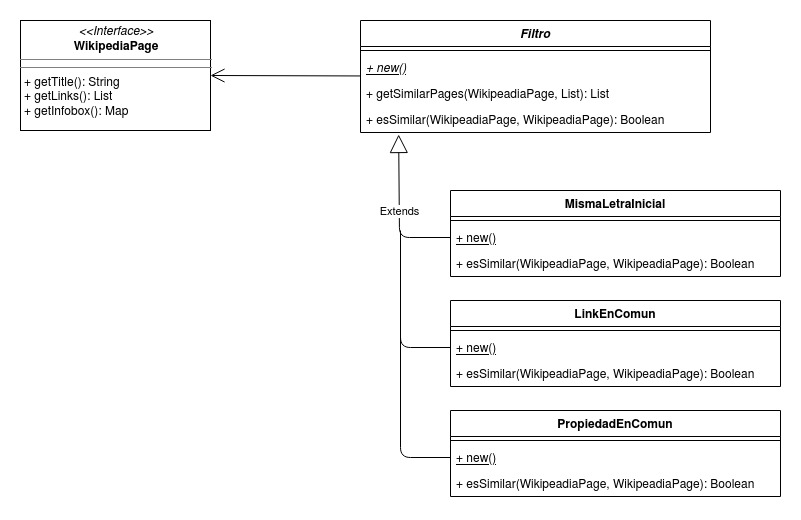 <<Interface>>
WikipediaPage
+ getTitle(): String
+ getLinks(): List
+ getInfobox(): Map
Filtro
+ new()
+ getSimilarPages(WikipeadiaPage, List): List
+ esSimilar(WikipeadiaPage, WikipeadiaPage): Boolean
Extends
MismaLetraInicial
+ new()
+ esSimilar(WikipeadiaPage, WikipeadiaPage): Boolean
LinkEnComun
+ new()
+ esSimilar(WikipeadiaPage, WikipeadiaPage): Boolean
PropiedadEnComun
+ new()
+ esSimilar(WikipeadiaPage, WikipeadiaPage): Boolean